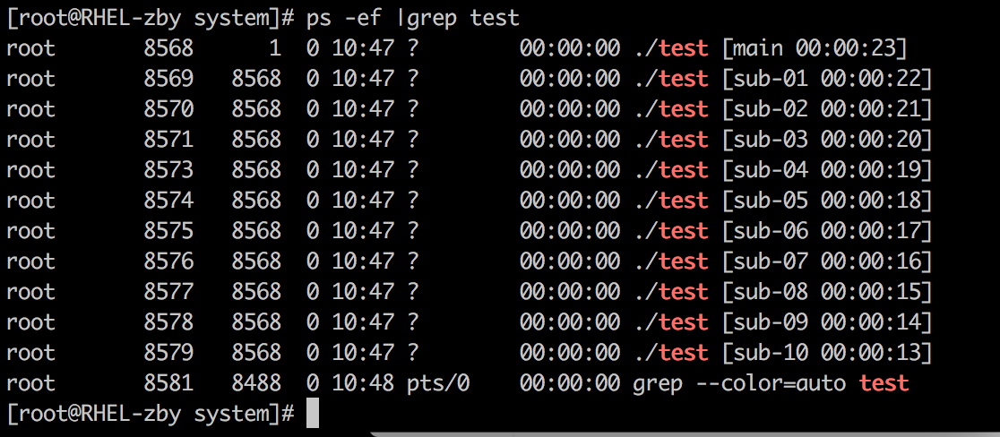 [root@RHEL-zby system]# ps -ef |grep test
root       8568      1  0 10:47 ?        00:00:00 ./test [main 00:00:23]
root       8569   8568  0 10:47 ?        00:00:00 ./test [sub-01 00:00:22]
root       8570   8568  0 10:47 ?        00:00:00 ./test [sub-02 00:00:21]
root       8571   8568  0 10:47 ?        00:00:00 ./test [sub-03 00:00:20]
root       8573   8568  0 10:47 ?        00:00:00 ./test [sub-04 00:00:19]
root       8574   8568  0 10:47 ?        00:00:00 ./test [sub-05 00:00:18]
root       8575   8568  0 10:47 ?        00:00:00 ./test [sub-06 00:00:17]
root       8576   8568  0 10:47 ?        00:00:00 ./test [sub-07 00:00:16]
root       8577   8568  0 10:47 ?        00:00:00 ./test [sub-08 00:00:15]
root       8578   8568  0 10:47 ?        00:00:00 ./test [sub-09 00:00:14]
root       8579   8568  0 10:47 ?        00:00:00 ./test [sub-10 00:00:13]
root       8581   8488  0 10:48 pts/0    00:00:00 grep --color=auto test
[root@RHEL-zby system]#